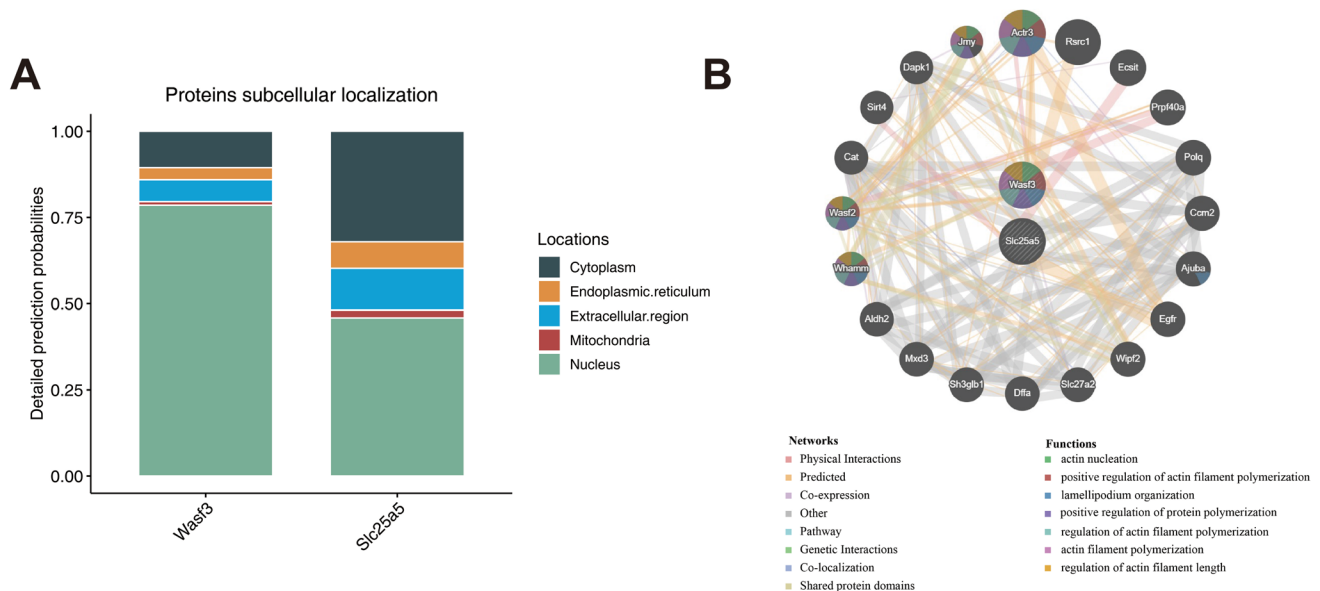 A
Proteins subcellular localization
Detailed prediction probabilities
1.00
0.75
0.50
0.25
0.00
Wasf3
Slc25a5
Locations
Cytoplasm
Endoplasmic.reticulum
Extracellular.region
Mitochondria
Nucleus
B
Actr3
Jmy
Rsrc1
Dapk1
Ecsit
Sirt4
Prpf40a
Cat
Polq
Wasf3
Wasf2
Ccm2
Slc25a5
Whamm
Ajuba
Aldh2
Egfr
Mxd3
Wipf2
Sh3glb1
Dffa
Slc27a2
Networks
Physical Interactions
Predicted
Co-expression
Other
Pathway
Genetic Interactions
Co-localization
Shared protein domains
Functions
actin nucleation
positive regulation of actin filament polymerization
lamellipodium organization
positive regulation of protein polymerization
regulation of actin filament polymerization
actin filament polymerization
regulation of actin filament length